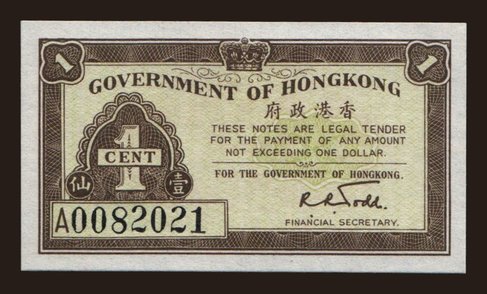 1
1
GOVERNMENT OF HONGKONG
府政港香
THESE NOTES ARE LEGAL TENDER
FOR THE PAYMENT OF ANY AMOUNT
NOT EXCEEDING ONE DOLLAR.
1
CENT
仙 壹
FOR THE GOVERNMENT OF HONGKONG.
R. R. Todd.
FINANCIAL SECRETARY.
A0082021